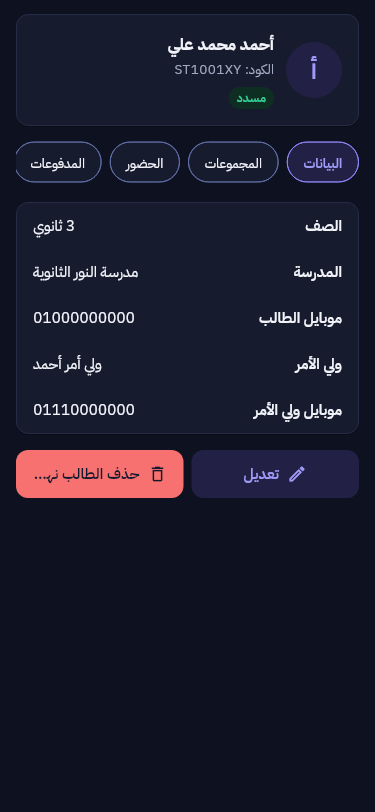 أ
أحمد محمد علي
الكود: ST1001XY
مسدد
البيانات
المجموعات
الحضور
المدفوعات
الصف
3 ثانوي
المدرسة
مدرسة النور الثانوية
موبايل الطالب
01000000000
ولي الأمر
ولي أمر أحمد
موبايل ولي الأمر
01110000000
تعديل
حذف الطالب نه...